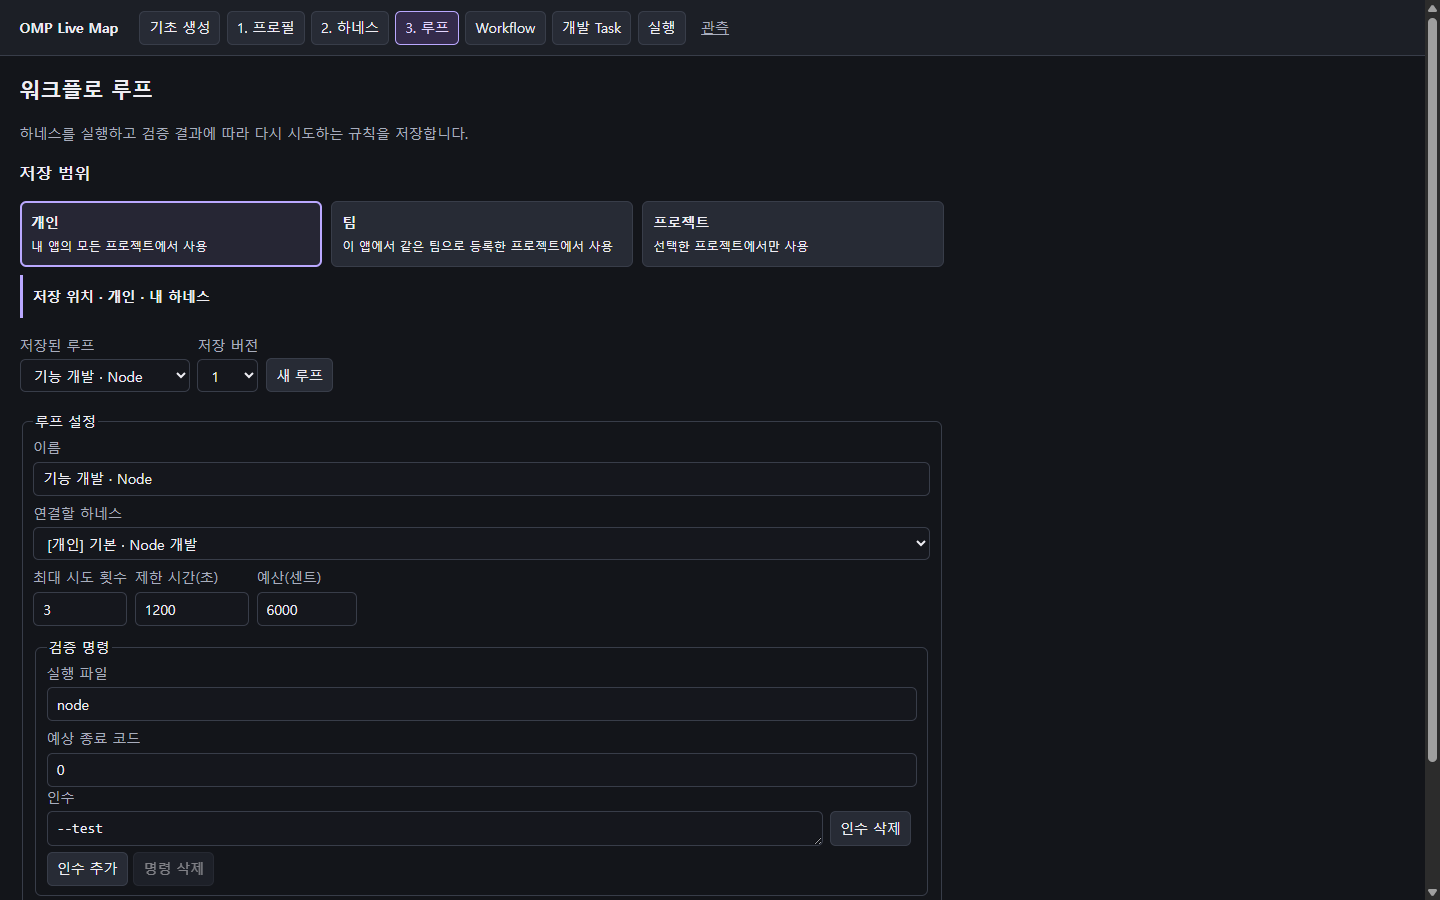 OMP Live Map 기초 생성 1. 프로필 2. 하네스 3. 루프 Workflow 개발 Task 실행 관측
워크플로 루프
하네스를 실행하고 검증 결과에 따라 다시 시도하는 규칙을 저장합니다.
저장 범위
개인 팀 프로젝트
내 앱의 모든 프로젝트에서 사용 이 앱에서 같은 팀으로 등록한 프로젝트에서 사용 선택한 프로젝트에서만 사용
저장 위치 · 개인 · 내 하네스
저장된 루프 저장 버전
기능 개발 · Node 1 새 루프
루프 설정
이름
기능 개발 · Node
연결할 하네스
[개인] 기본 · Node 개발
최대 시도 횟수 제한 시간(초) 예산(센트)
3 1200 6000
검증 명령
실행 파일
node
예상 종료 코드
0
인수
--test 인수 삭제
인수 추가 명령 삭제